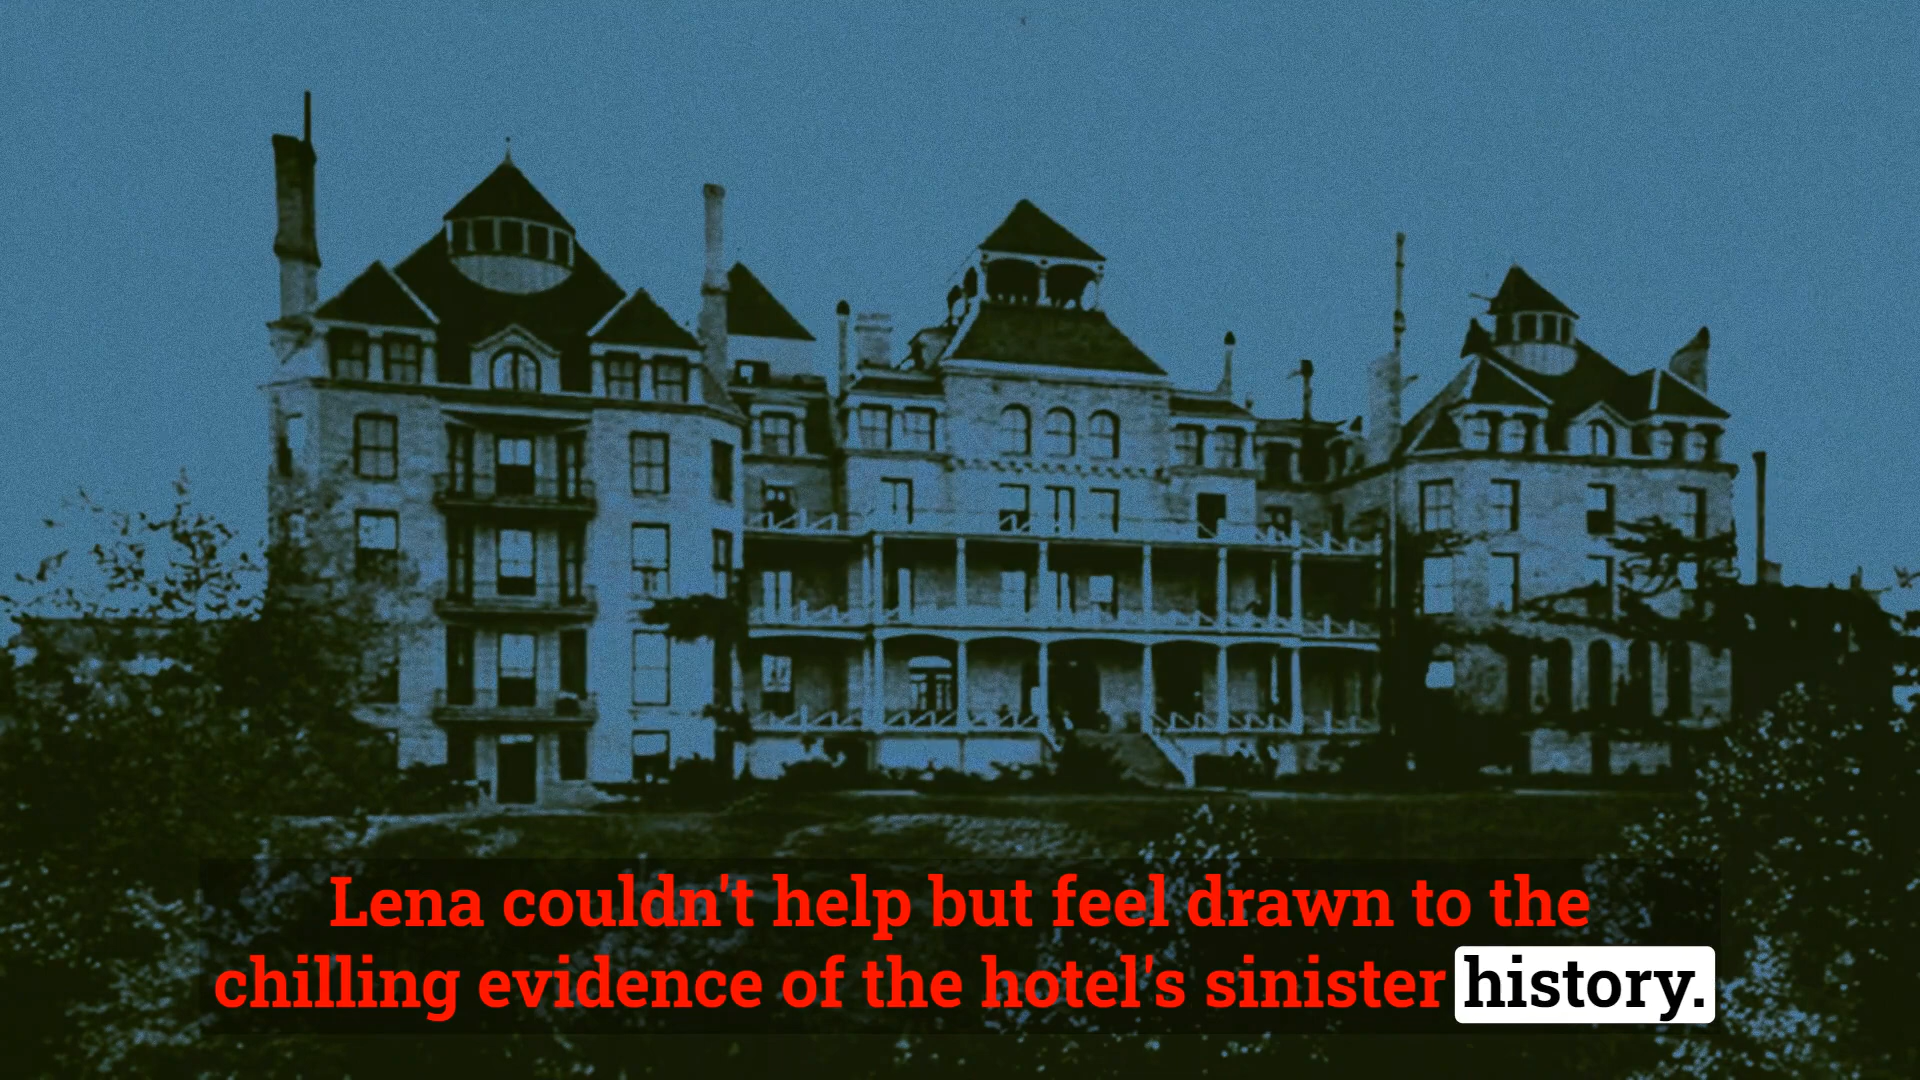 Lena couldn't help but feel drawn to the
chilling evidence of the hotel's sinister history.